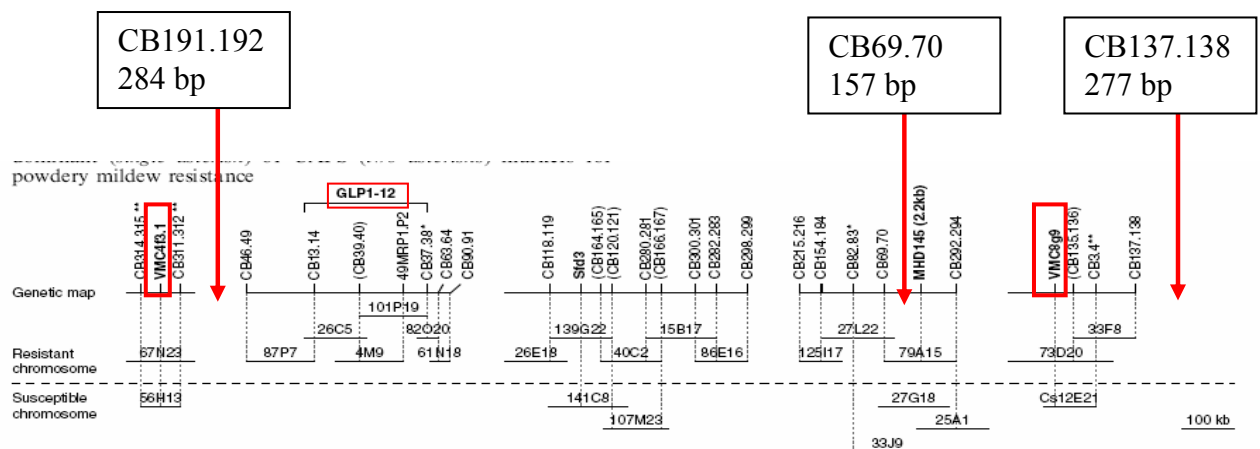 CB191.192
284 bp
CB69.70
157 bp
CB137.138
277 bp
powdery mildew resistance
GLP1-12
CB314.315 **
VMC4f3.1
CB311.312 **
CB46.49
CB13.14
(CB39.40)
49MRP1.P2
CB37.38*
CB63.64
CB90.91
CB118.119
Std3
(CB164.165)
(CB120.121)
CB280.281
(CB166.167)
CB300.301
CB282.283
CB298.299
CB215.216
CB154.184
CB82.83*
CB69.70
MHD145 (2.2kb)
CB292.294
VMC8g9
(CB135.136)
CB3.4**
CB137.138
Genetic map
101P19
26C5 82O20 139G22 15B17 27L22 33F8
Resistant 67N23 87P7 4M9 61N18 26E18 40C2 86E16 125I17 79A15 73D20
chromosome
Susceptible 56H13 141C8 27G18 Cs12E21
chromosome 107M23 25A1 100 kb
33J9